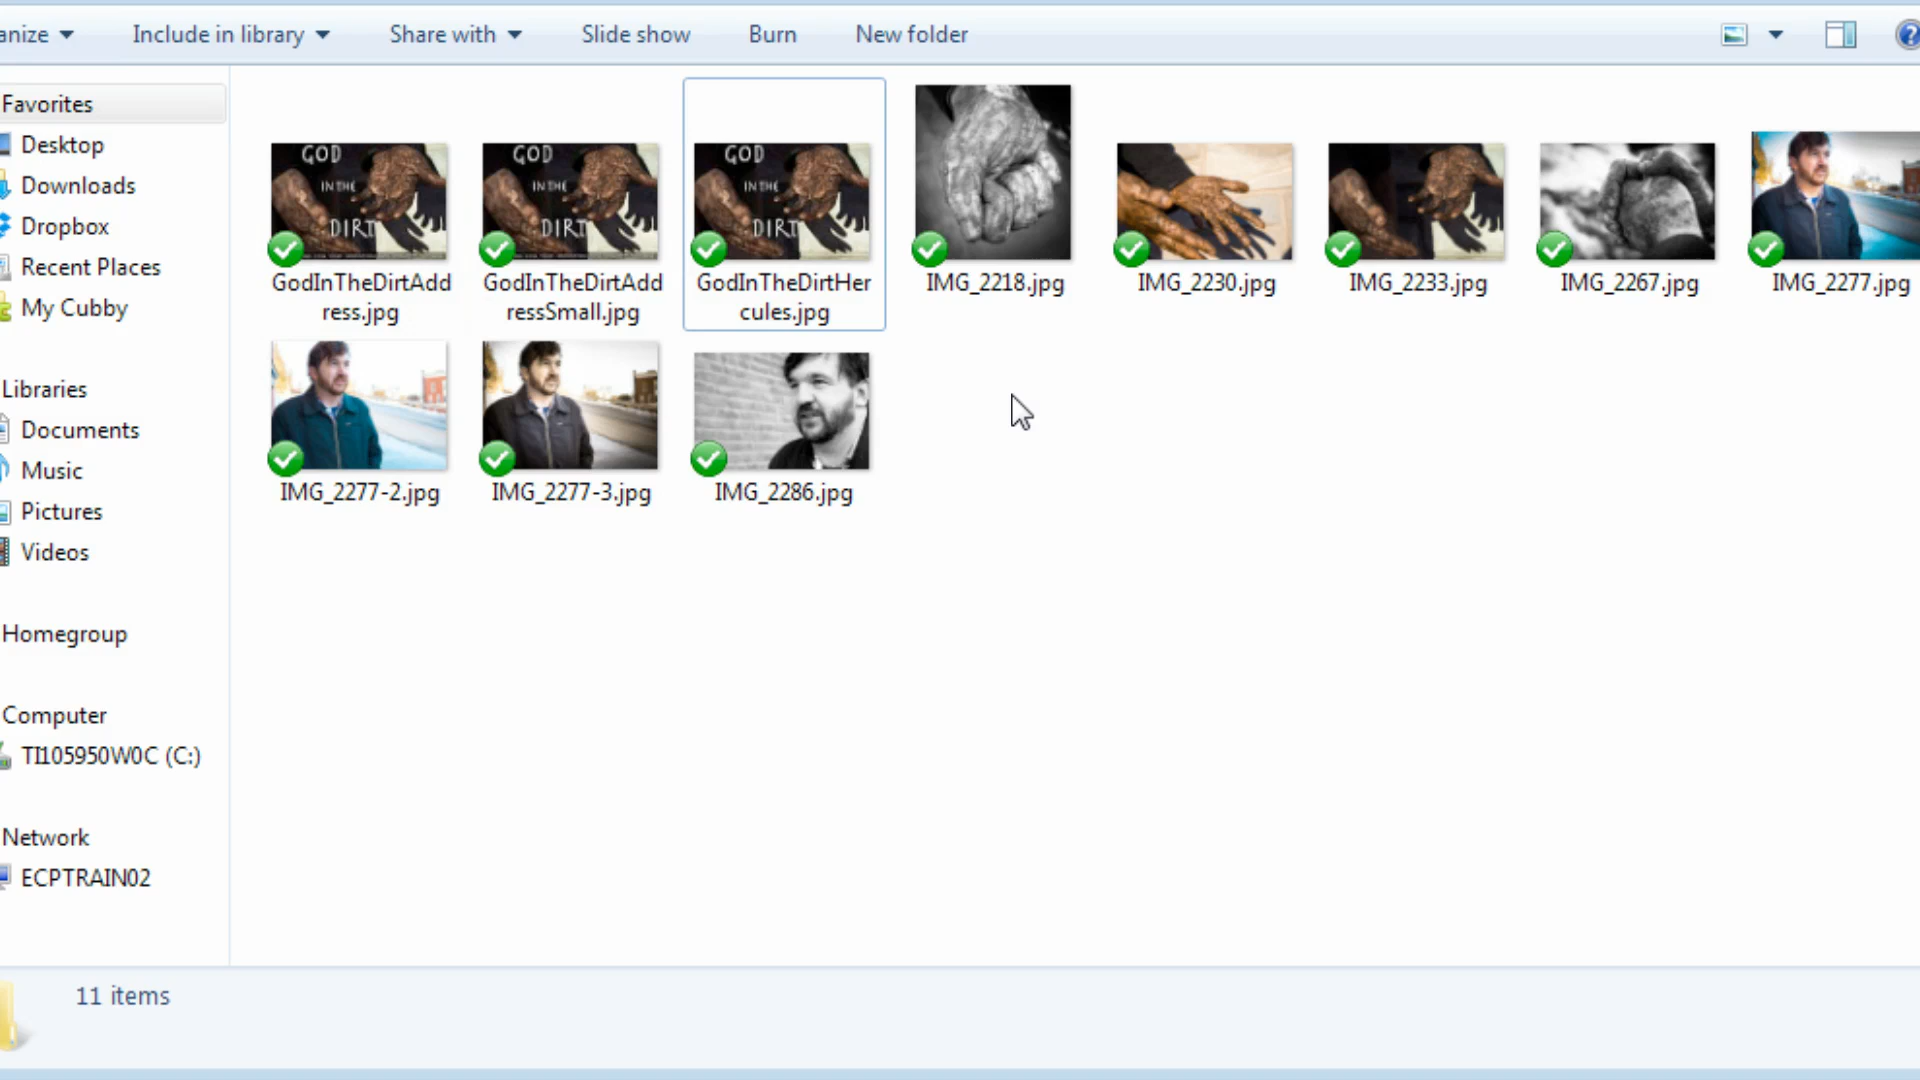 anize
Include in library
Share with
Slide show
Burn
New folder
Favorites
Desktop
Downloads
Dropbox
Recent Places
My Cubby
Libraries
Documents
Music
Pictures
Videos
Homegroup
Computer
TI105950W0C (C:)
Network
ECPTRAIN02
GOD
IN THE
DIRT
GodInTheDirtAdd
ress.jpg
GOD
IN THE
DIRT
GodInTheDirtAdd
ressSmall.jpg
GOD
IN THE
DIRT
GodInTheDirtHer
cules.jpg
IMG_2218.jpg
IMG_2230.jpg
IMG_2233.jpg
IMG_2267.jpg
IMG_2277.jpg
IMG_2277-2.jpg
IMG_2277-3.jpg
IMG_2286.jpg
11 items